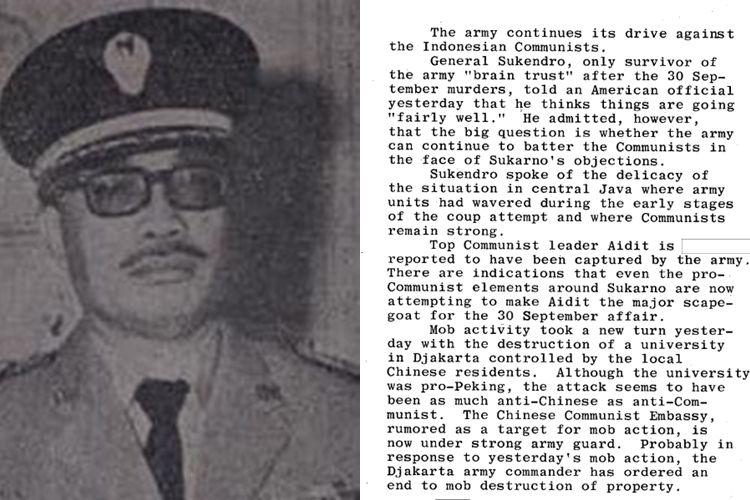 The army continues its drive against
the Indonesian Communists.
General Sukendro, only survivor of
the army "brain trust" after the 30 Sep-
tember murders, told an American official
yesterday that he thinks things are going
"fairly well." He admitted, however,
that the big question is whether the army
can continue to batter the Communists in
the face of Sukarno's objections.
Sukendro spoke of the delicacy of
the situation in central Java where army
units had wavered during the early stages
of the coup attempt and where Communists
remain strong.
Top Communist leader Aidit is
reported to have been captured by the army.
There are indications that even the pro-
Communist elements around Sukarno are now
attempting to make Aidit the major scape-
goat for the 30 September affair.
Mob activity took a new turn yester-
day with the destruction of a university
in Djakarta controlled by the local
Chinese residents. Although the university
was pro-Peking, the attack seems to have
been as much anti-Chinese as anti-Com-
munist. The Chinese Communist Embassy,
rumored as a target for mob action, is
now under strong army guard. Probably in
response to yesterday's mob action, the
Djakarta army commander has ordered an
end to mob destruction of property.